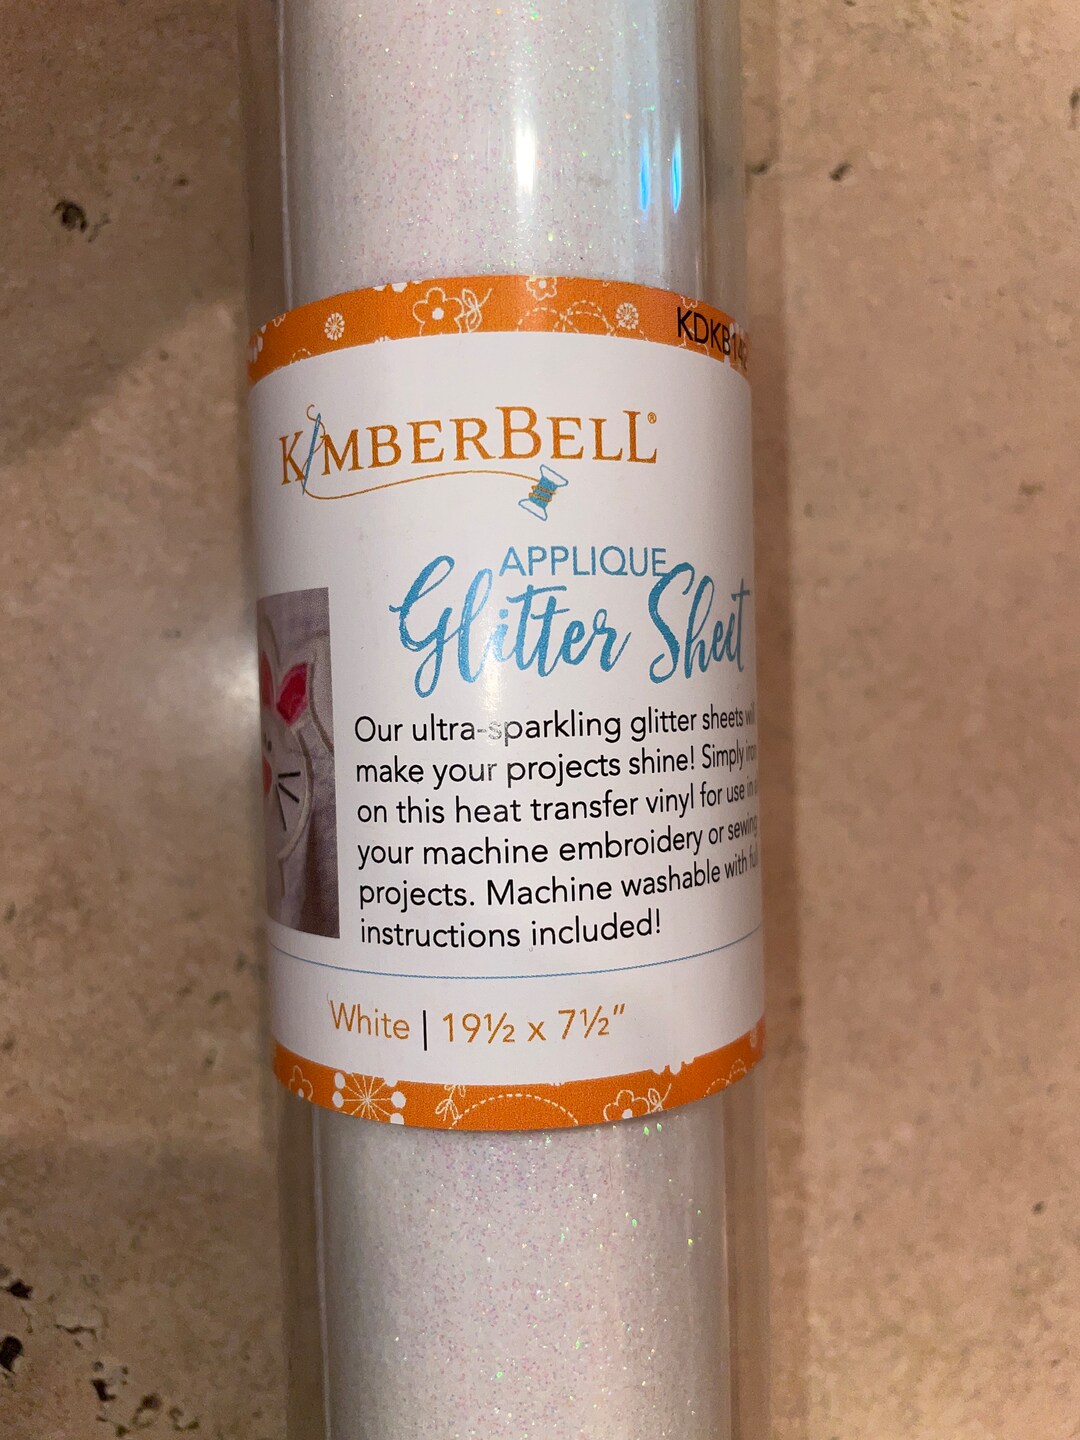 KIMBERBELL®
APPLIQUE
Glitter Sheet
Our ultra-sparkling glitter sheets
make your projects shine! Simply iron
on this heat transfer vinyl for use in
your machine embroidery or sewing
projects. Machine washable with
instructions included!
White | 19½ x 7½"